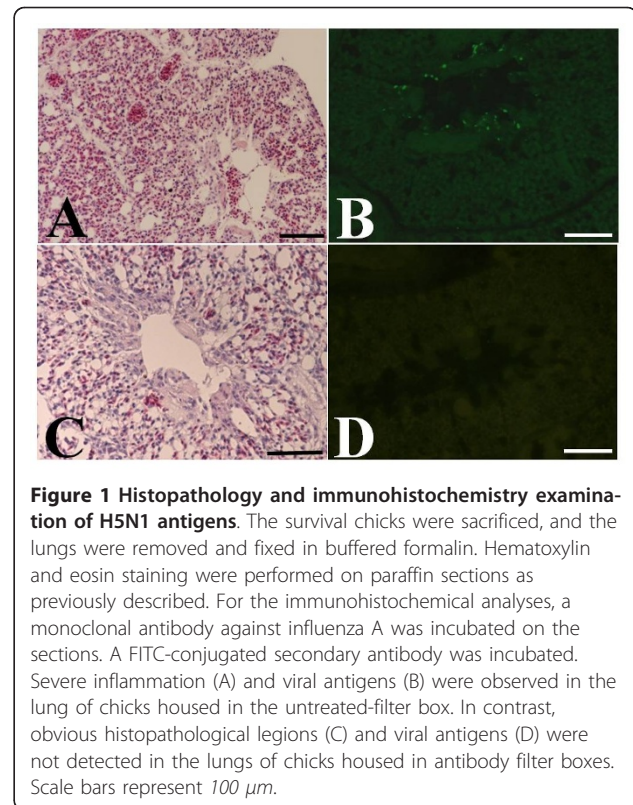 A
B
C
D
Figure 1 Histopathology and immunohistochemistry examina-
tion of H5N1 antigens. The survival chicks were sacrificed, and the
lungs were removed and fixed in buffered formalin. Hematoxylin
and eosin staining were performed on paraffin sections as
previously described. For the immunohistochemical analyses, a
monoclonal antibody against influenza A was incubated on the
sections. A FITC-conjugated secondary antibody was incubated.
Severe inflammation (A) and viral antigens (B) were observed in the
lung of chicks housed in the untreated-filter box. In contrast,
obvious histopathological legions (C) and viral antigens (D) were
not detected in the lungs of chicks housed in antibody filter boxes.
Scale bars represent 100 μm.